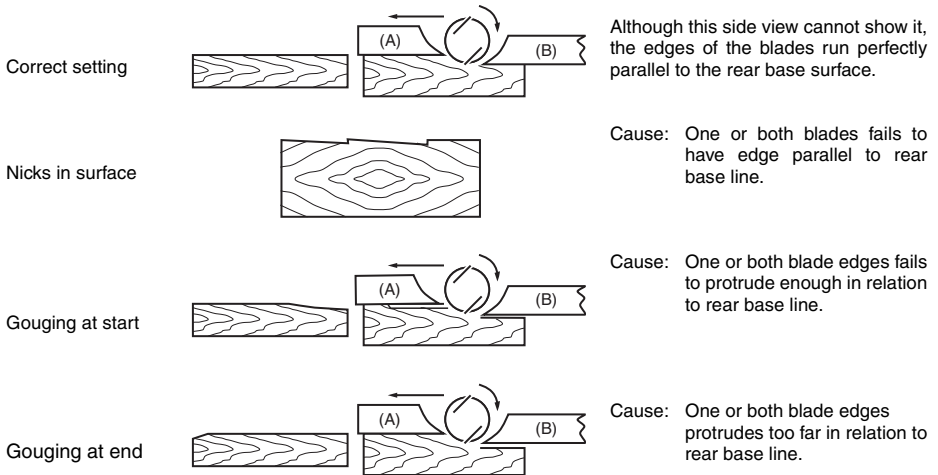 Correct setting
(A)
(B)
Although this side view cannot show it,
the edges of the blades run perfectly
parallel to the rear base surface.
Nicks in surface
Cause: One or both blades fails to
have edge parallel to rear
base line.
Gouging at start
(A)
(B)
Cause: One or both blade edges fails
to protrude enough in relation
to rear base line.
Gouging at end
(A)
(B)
Cause: One or both blade edges
protrudes too far in relation to
rear base line.